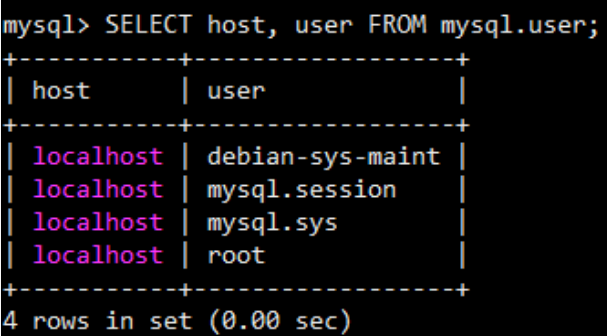 mysql> SELECT host, user FROM mysql.user;
+-----------+------------------+
| host      | user             |
+-----------+------------------+
| localhost | debian-sys-maint |
| localhost | mysql.session    |
| localhost | mysql.sys        |
| localhost | root             |
+-----------+------------------+
4 rows in set (0.00 sec)